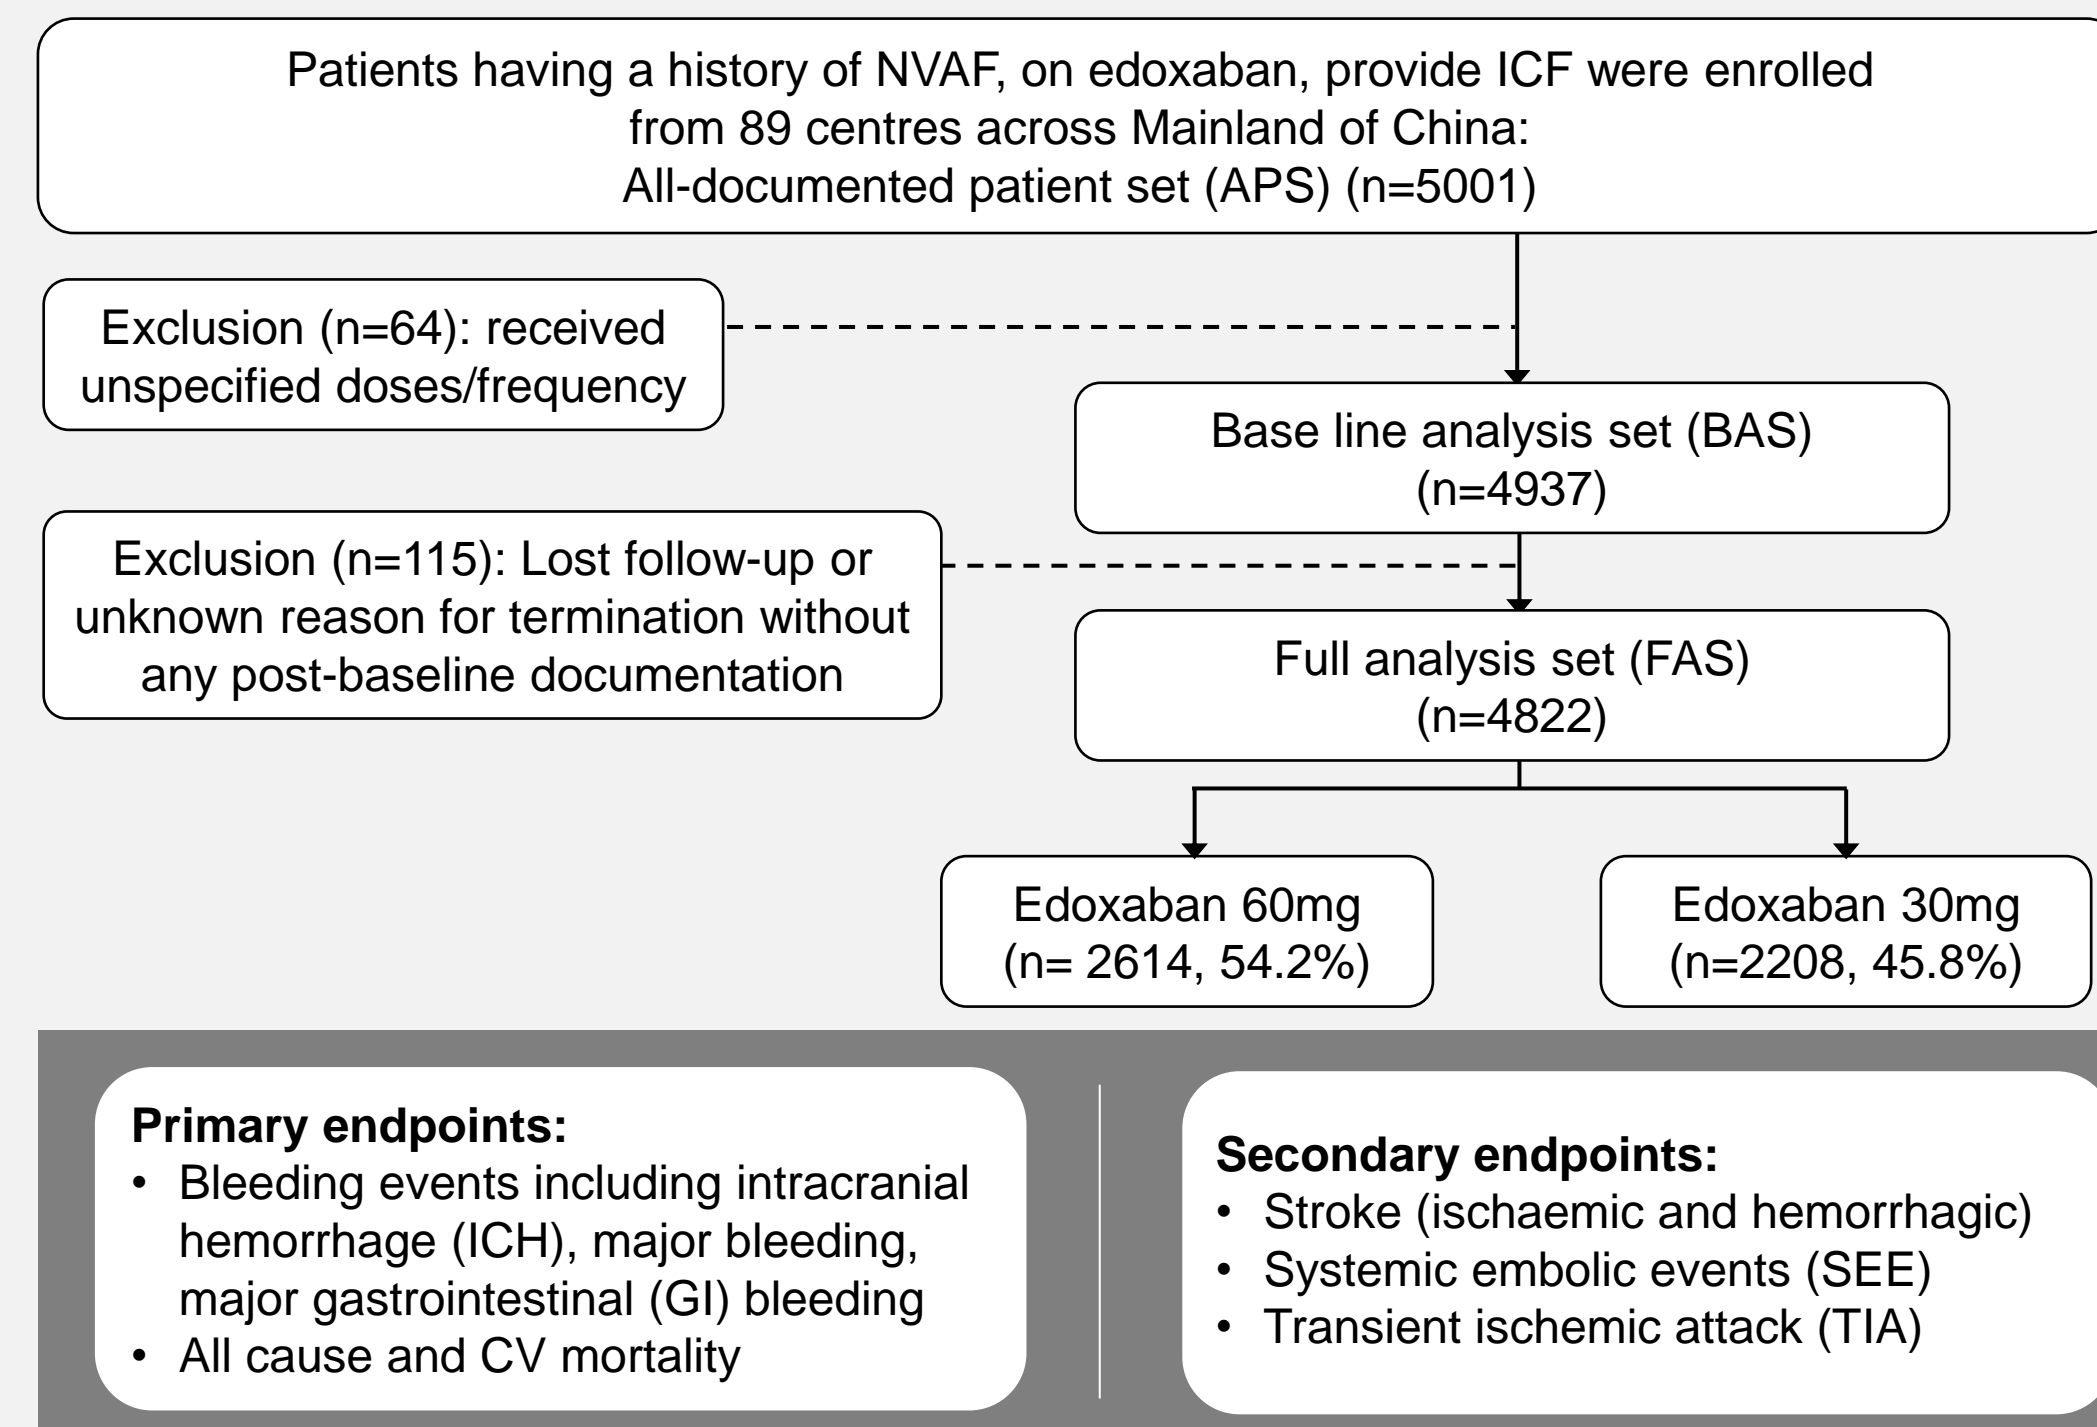 Patients having a history of NVAF, on edoxaban, provide ICF were enrolled
from 89 centres across Mainland of China:
All-documented patient set (APS) (n=5001)
Exclusion (n=64): received
unspecified doses/frequency
Base line analysis set (BAS)
(n=4937)
Exclusion (n=115): Lost follow-up or
unknown reason for termination without
any post-baseline documentation
Full analysis set (FAS)
(n=4822)
Edoxaban 60mg
(n= 2614, 54.2%)
Edoxaban 30mg
(n=2208, 45.8%)
Primary endpoints:
• Bleeding events including intracranial
hemorrhage (ICH), major bleeding,
major gastrointestinal (GI) bleeding
• All cause and CV mortality
Secondary endpoints:
• Stroke (ischaemic and hemorrhagic)
• Systemic embolic events (SEE)
• Transient ischemic attack (TIA)